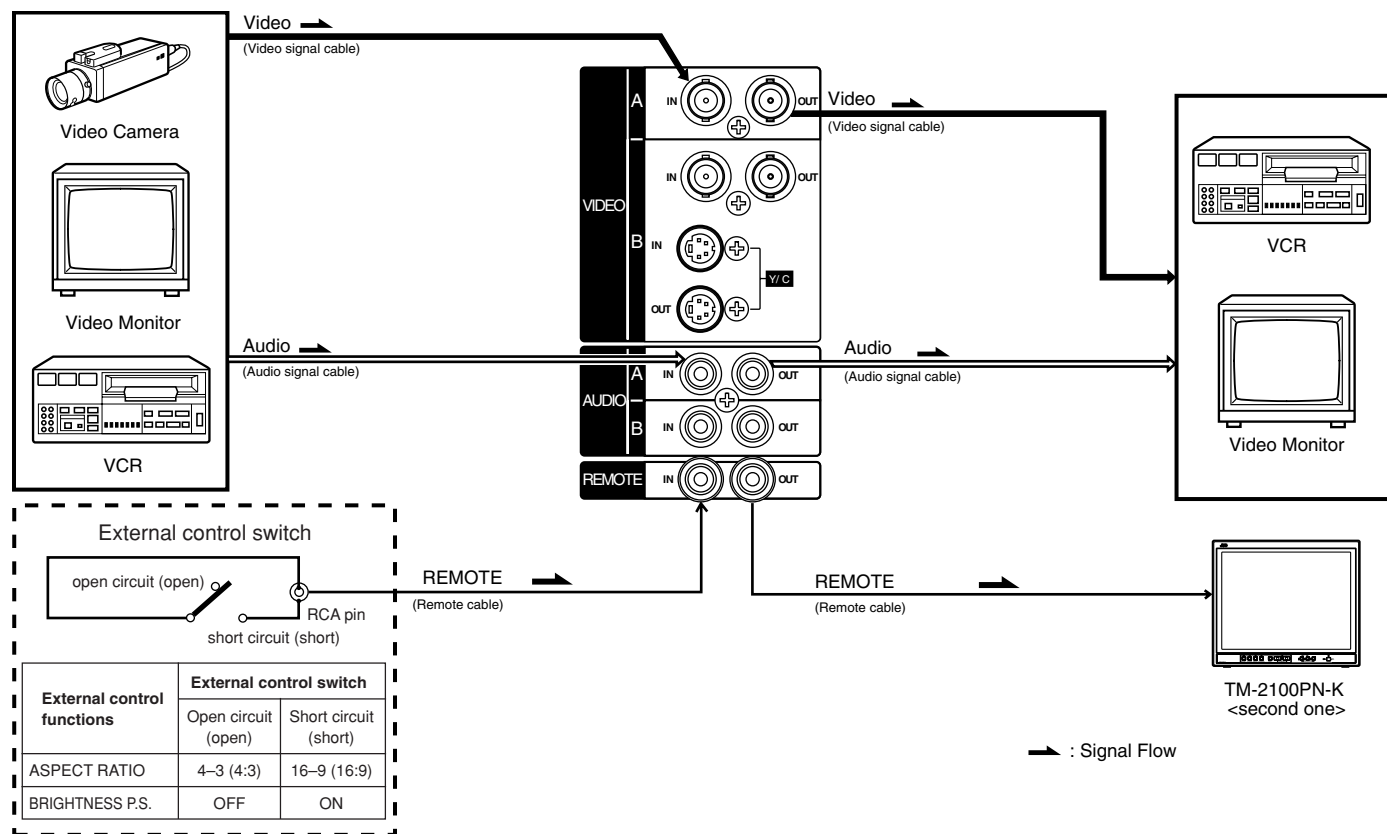 Video
(Video signal cable)
Video Camera
Video Monitor
Audio
(Audio signal cable)
VCR
VIDEO
A
IN
OUT
B
IN
OUT
IN
Y/C
OUT
AUDIO
A
IN
OUT
B
IN
OUT
REMOTE
IN
OUT
Video
(Video signal cable)
Audio
(Audio signal cable)
VCR
Video Monitor
External control switch
open circuit (open)
RCA pin
short circuit (short)
REMOTE
(Remote cable)
REMOTE
(Remote cable)
TM-2100PN-K
<second one>
External control functions
External control switch
Open circuit (open)
Short circuit (short)
ASPECT RATIO
4–3 (4:3)
16–9 (16:9)
BRIGHTNESS P.S.
OFF
ON
: Signal Flow